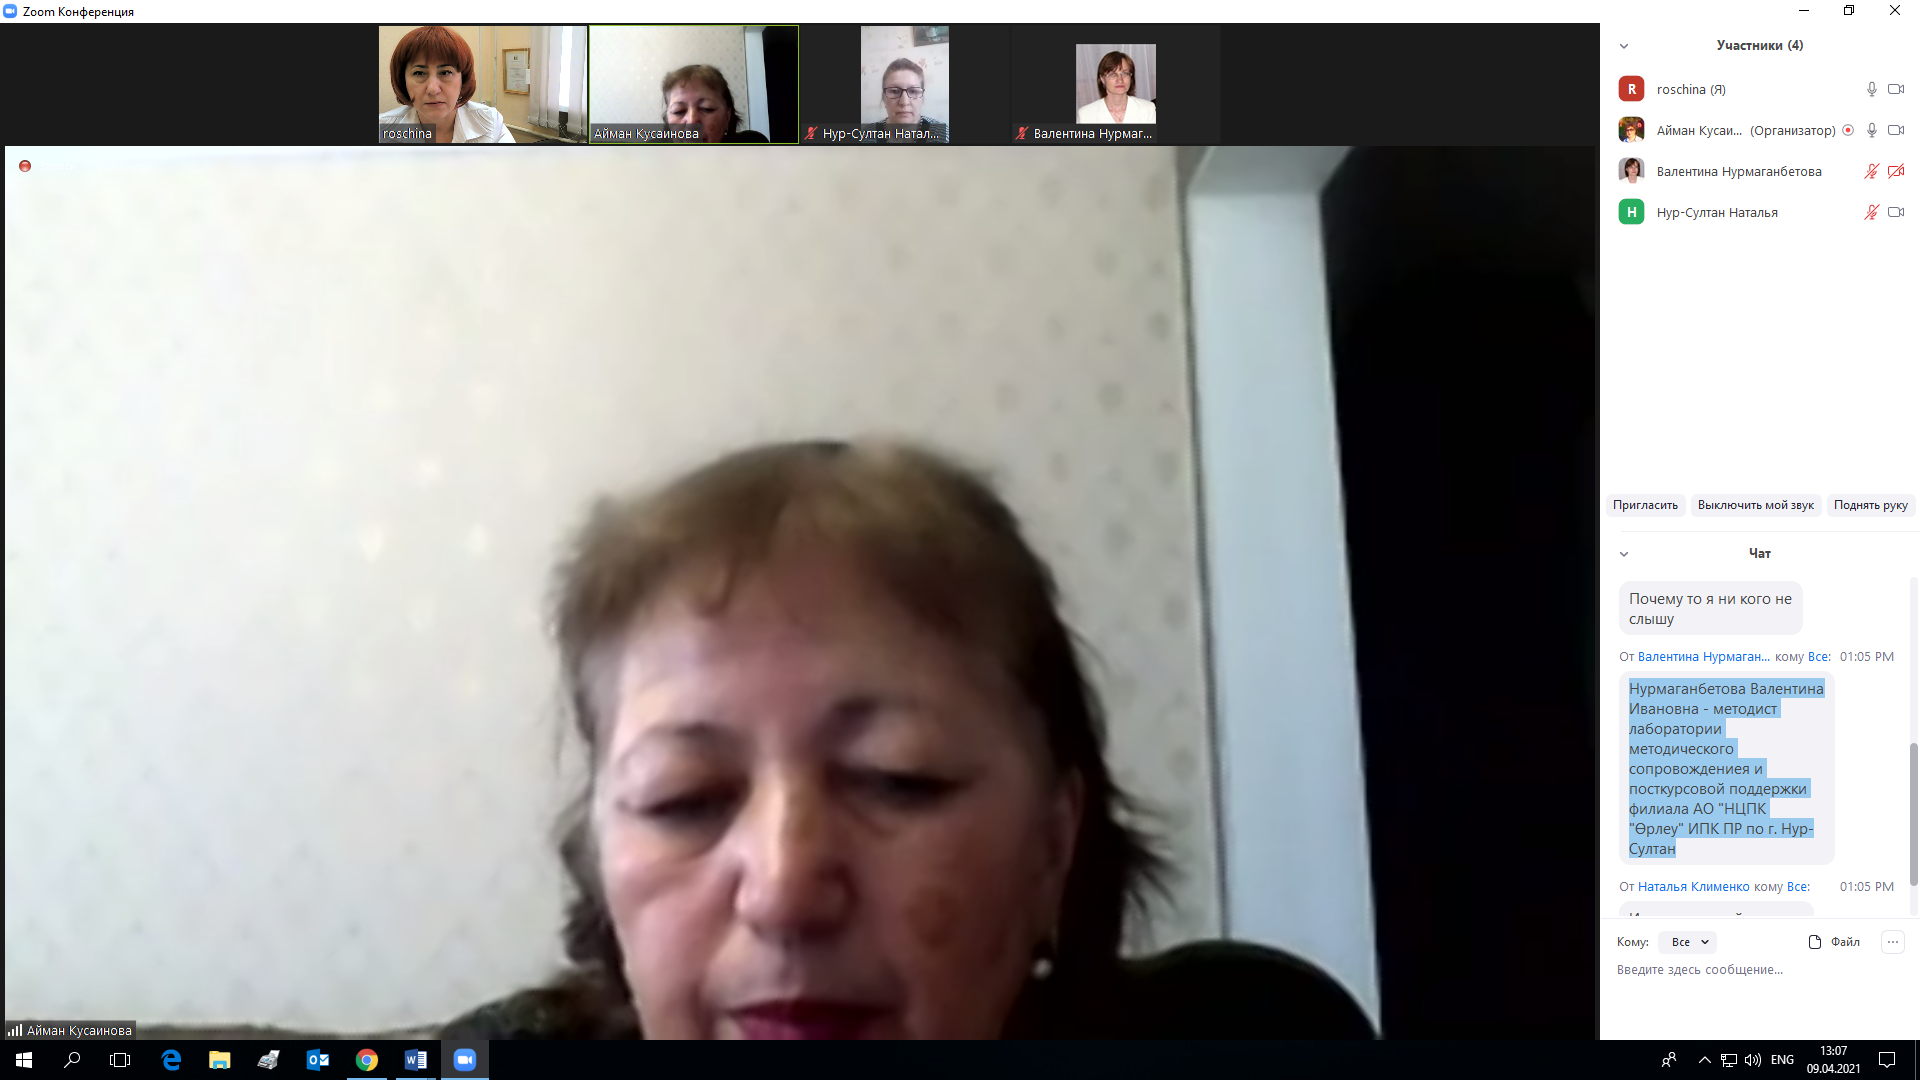 Zoom Конференция
roschina
Айман Кусаинова
Нур-Султан Натал...
Валентина Нурмаг...
Айман Кусаинова
Участники (4)
R
roschina (Я)
Айман Кусаи... (Организатор)
Валентина Нурмаганбетова
Н
Нур-Султан Наталья
Пригласить
Выключить мой звук
Поднять руку
Чат
Почему то я ни кого не
слышу
От Валентина Нурмаган... кому Все: 01:05 PM
Нурмаганбетова Валентина
Ивановна - методист
лаборатории
методического
сопровождениея и
посткурсовой поддержки
филиала АО "НЦПК
"Өрлеу" ИПК ПР по г. Нур-
Султан
От Наталья Клименко кому Все: 01:05 PM
Кому: Все
Файл
Введите здесь сообщение...
ENG
13:07
09.04.2021